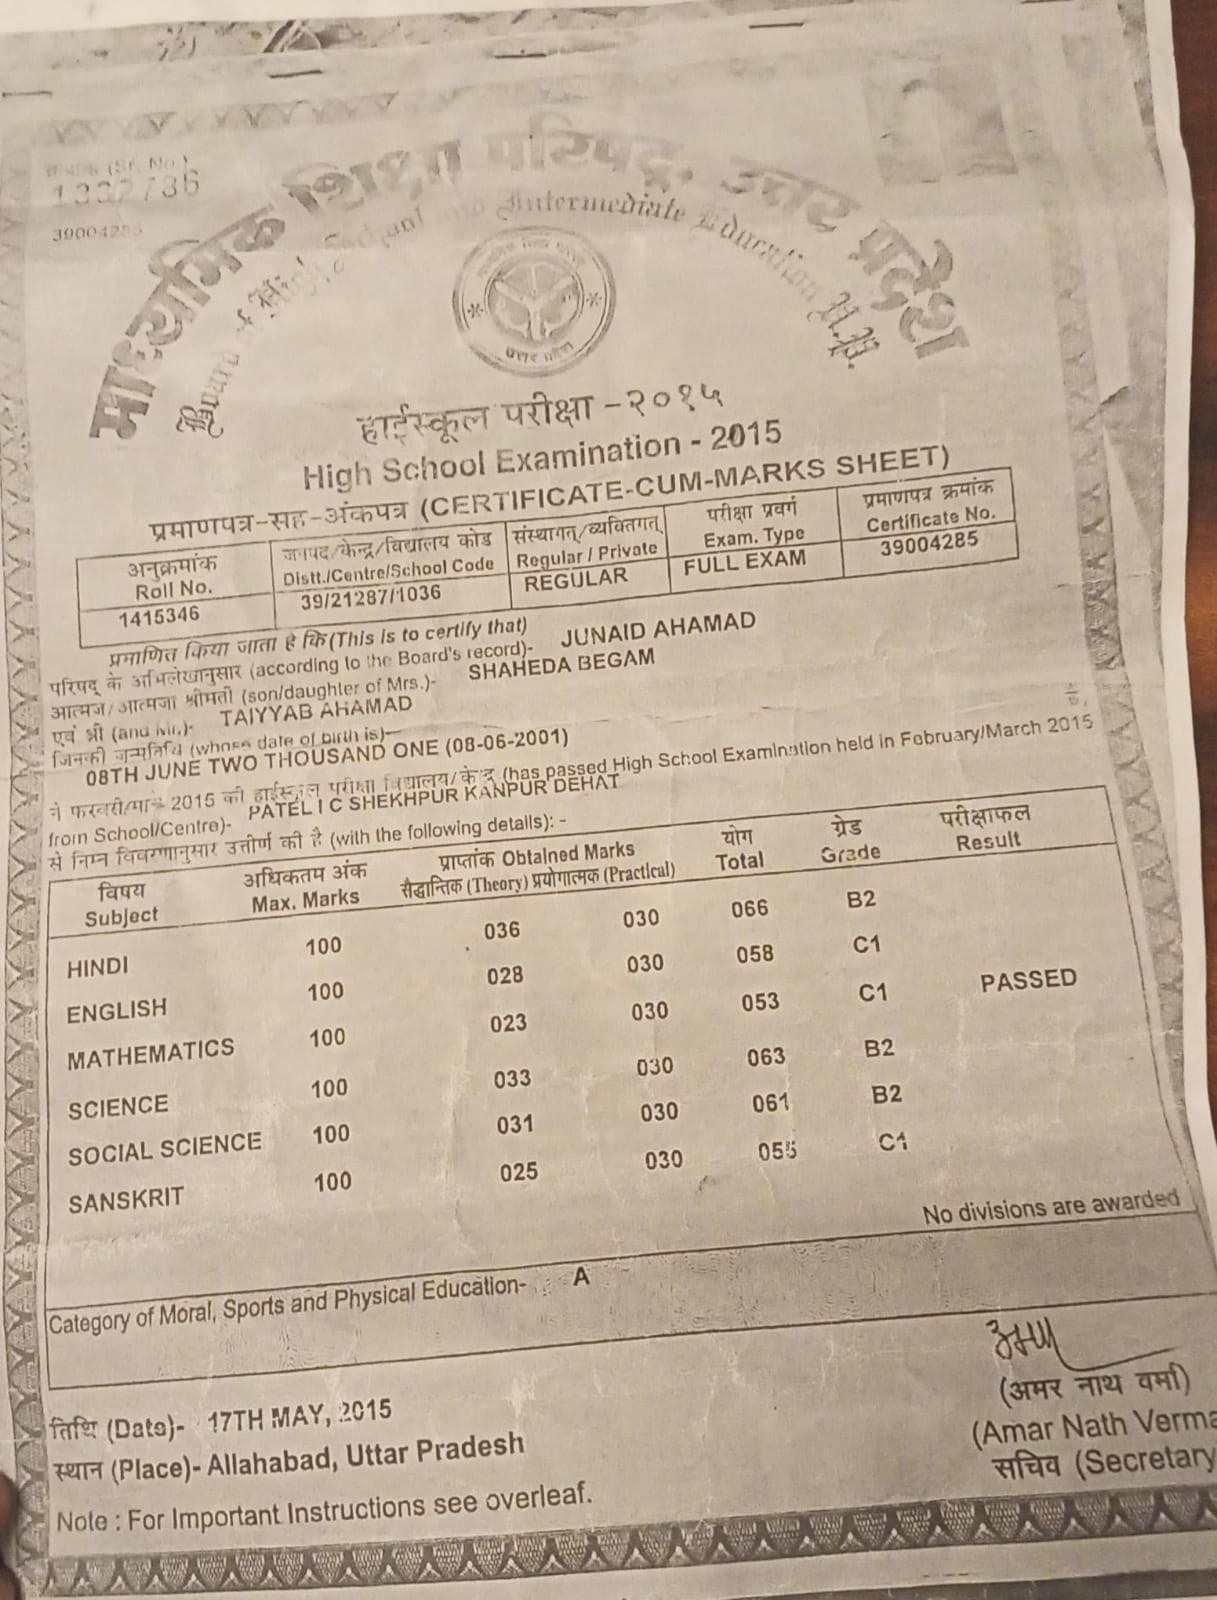 क्रमांक (Sr. No.)
1332736
39004285
माध्यमिक शिक्षा परिषद्, उत्तर प्रदेश
Board of High School and Intermediate Education U.P.
उत्तर प्रदेश
हाईस्कूल परीक्षा - २०१५
High School Examination - 2015
प्रमाणपत्र-सह-अंकपत्र (CERTIFICATE-CUM-MARKS SHEET)
अनुक्रमांक जनपद/केन्द्र/विद्यालय कोड संस्थागत/व्यक्तिगत परीक्षा प्रवर्ग प्रमाणपत्र क्रमांक
Roll No. Distt./Centre/School Code Regular / Private Exam. Type Certificate No.
1415346 39/21287/1036 REGULAR FULL EXAM 39004285
प्रमाणित किया जाता है कि (This is to certify that)
परिषद् के अभिलेखानुसार (according to the Board's record)- JUNAID AHAMAD
आत्मज/आत्मजा श्रीमती (son/daughter of Mrs.)- SHAHEDA BEGAM
एवं श्री (and Mr.)- TAIYYAB AHAMAD
जिनकी जन्मतिथि (whose date of birth is)-
08TH JUNE TWO THOUSAND ONE (08-06-2001) है,
ने फरवरी/मार्च 2015 की हाईस्कूल परीक्षा विद्यालय/केंद्र (has passed High School Examination held in February/March 2015
from School/Centre)- PATEL I C SHEKHPUR KANPUR DEHAT
से निम्न विवरणानुसार उत्तीर्ण की है (with the following details): -
विषय अधिकतम अंक प्राप्तांक Obtained Marks योग ग्रेड परीक्षाफल
Subject Max. Marks सैद्धान्तिक (Theory) प्रयोगात्मक (Practical) Total Grade Result
HINDI 100 036 030 066 B2
ENGLISH 100 028 030 058 C1
MATHEMATICS 100 023 030 053 C1 PASSED
SCIENCE 100 033 030 063 B2
SOCIAL SCIENCE 100 031 030 061 B2
SANSKRIT 100 025 030 055 C1
No divisions are awarded
Category of Moral, Sports and Physical Education- A
तिथि (Date)- 17TH MAY, 2015
(अमर नाथ वर्मा)
स्थान (Place)- Allahabad, Uttar Pradesh
(Amar Nath Verma
सचिव (Secretary
Note : For Important Instructions see overleaf.